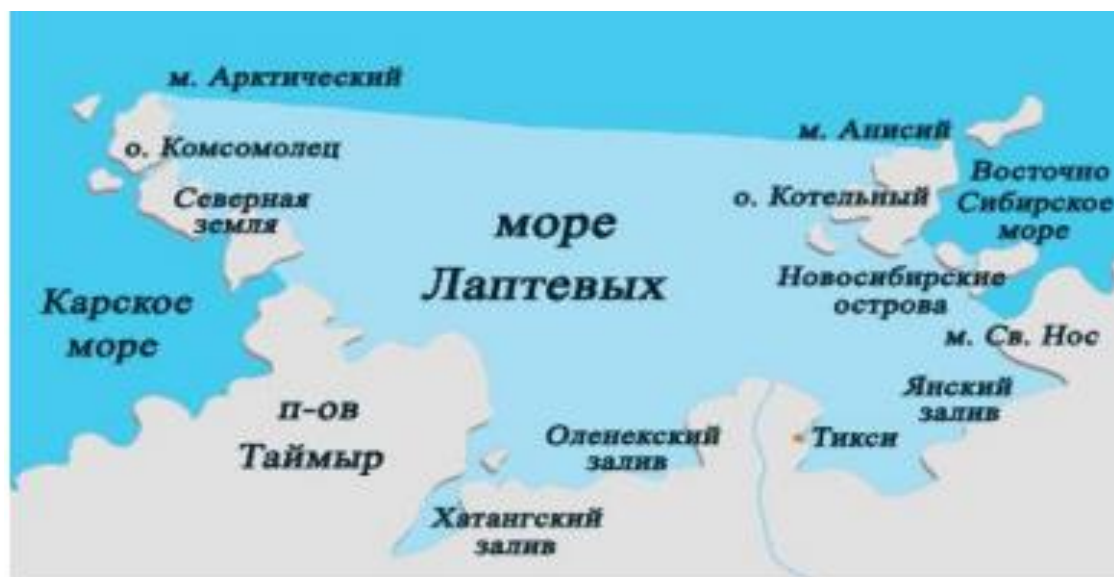 м. Арктический
м. Анисий
о. Комсомолец
Восточно
Сибирское
море
Северная
земля
о. Котельный
море
Лаптевых
Новосибирские
острова
Карское
море
м. Св. Нос
Янский
залив
п-ов
Таймыр
Оленекский
залив
Тикси
Хатангский
залив